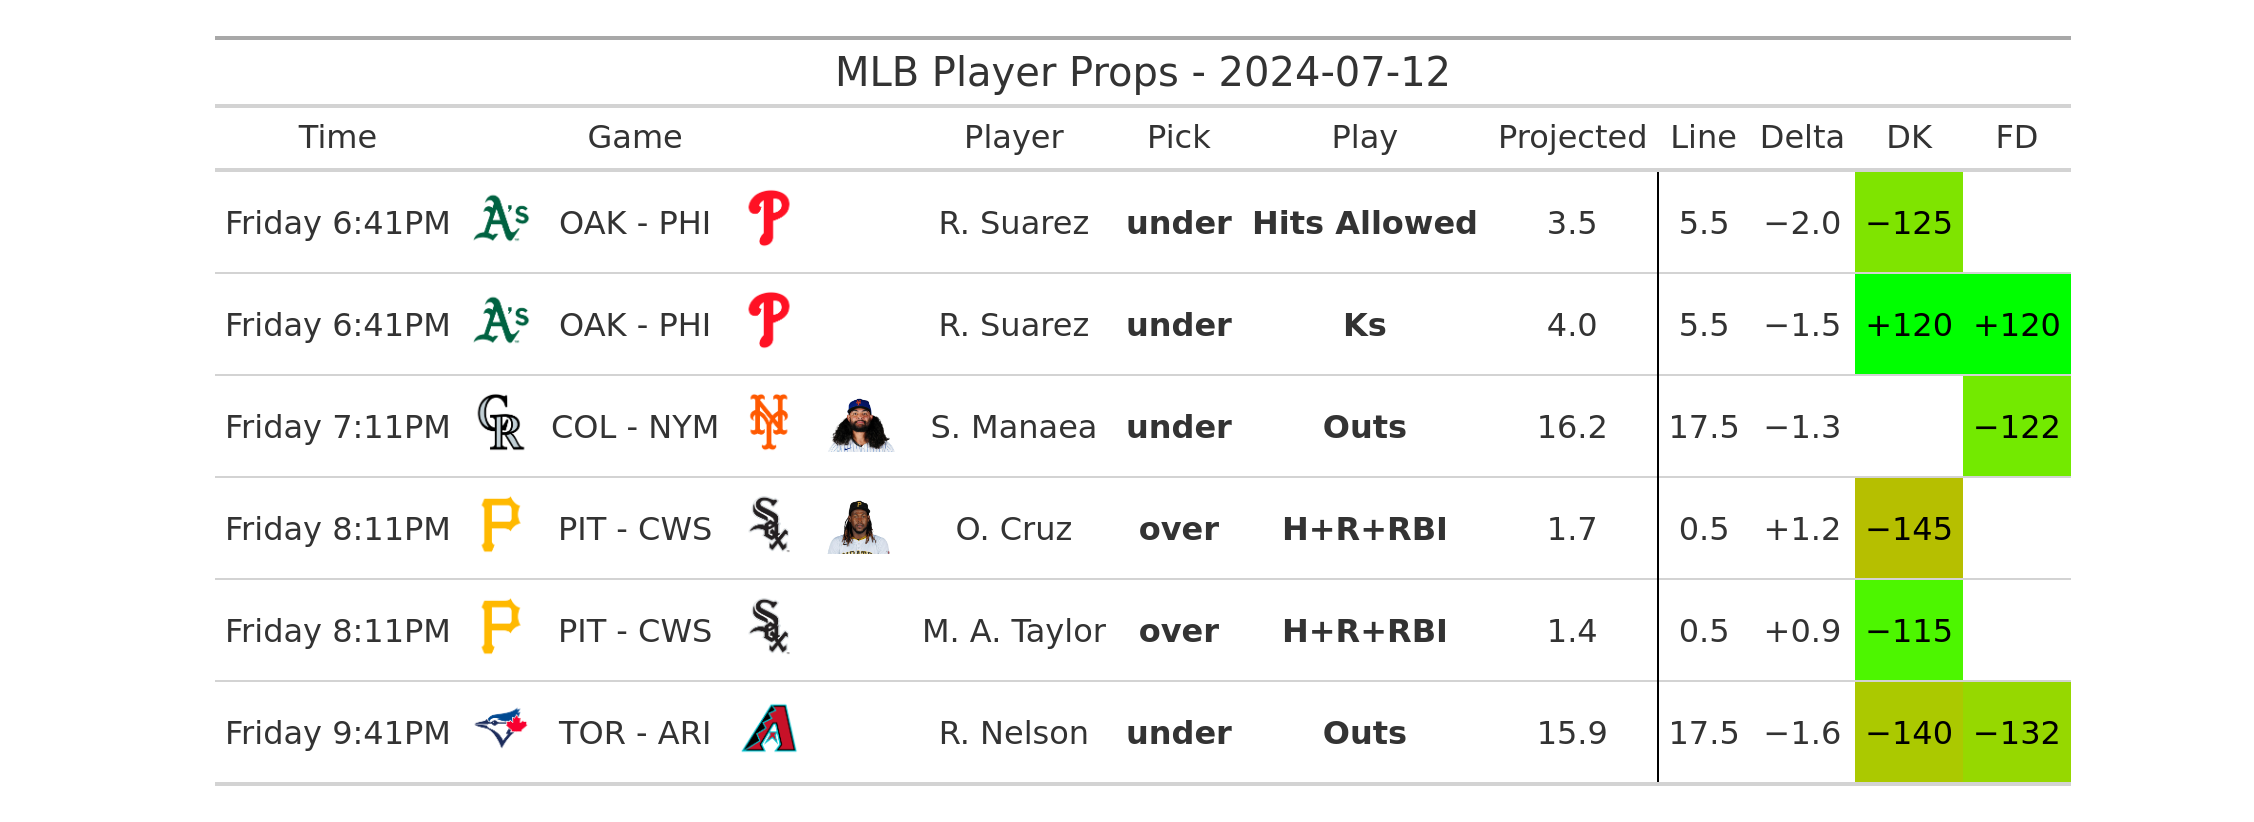 MLB Player Props - 2024-07-12
Time Game Player Pick Play Projected Line Delta DK FD
Friday 6:41PM A's OAK - PHI P R. Suarez under Hits Allowed 3.5 5.5 −2.0 −125
Friday 6:41PM A's OAK - PHI P R. Suarez under Ks 4.0 5.5 −1.5 +120 +120
Friday 7:11PM CR COL - NYM NY S. Manaea under Outs 16.2 17.5 −1.3 −122
Friday 8:11PM P PIT - CWS Sox O. Cruz over H+R+RBI 1.7 0.5 +1.2 −145
Friday 8:11PM P PIT - CWS Sox M. A. Taylor over H+R+RBI 1.4 0.5 +0.9 −115
Friday 9:41PM TOR - ARI A R. Nelson under Outs 15.9 17.5 −1.6 −140 −132